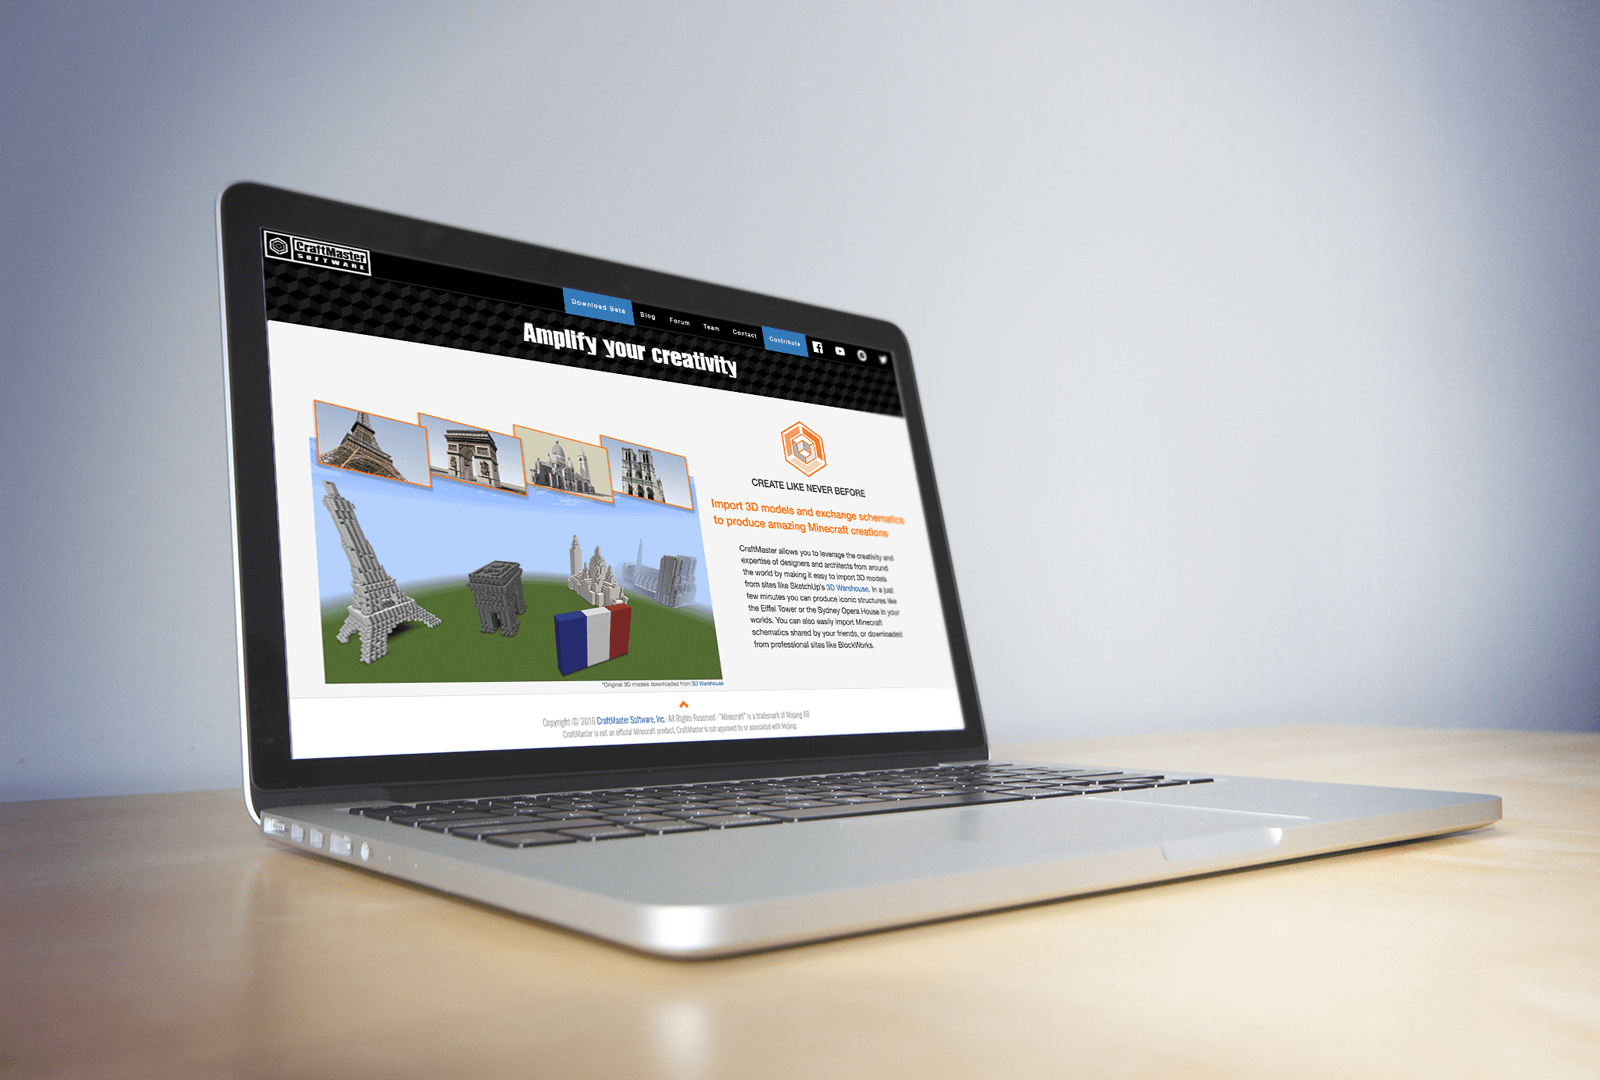 CraftMaster
SOFTWARE
Download Beta
Blog
Forum
Team
Contact
Contribute
Amplify your creativity
CREATE LIKE NEVER BEFORE
Import 3D models and exchange schematics
to produce amazing Minecraft creations
CraftMaster allows you to leverage the creativity and
expertise of designers and architects from around
the world by making it easy to import 3D models
from sites like SketchUp's 3D Warehouse. In a just
few minutes you can produce iconic structures like
the Eiffel Tower or the Sydney Opera House in your
worlds. You can also easily import Minecraft
schematics shared by your friends, or downloaded
from professional sites like BlockWorks.
*Original 3D models downloaded from 3D Warehouse
Copyright © 2016 CraftMaster Software, Inc. All Rights Reserved · "Minecraft" is a trademark of Mojang AB
CraftMaster is not an official Minecraft product. CraftMaster is not approved by or associated with Mojang.